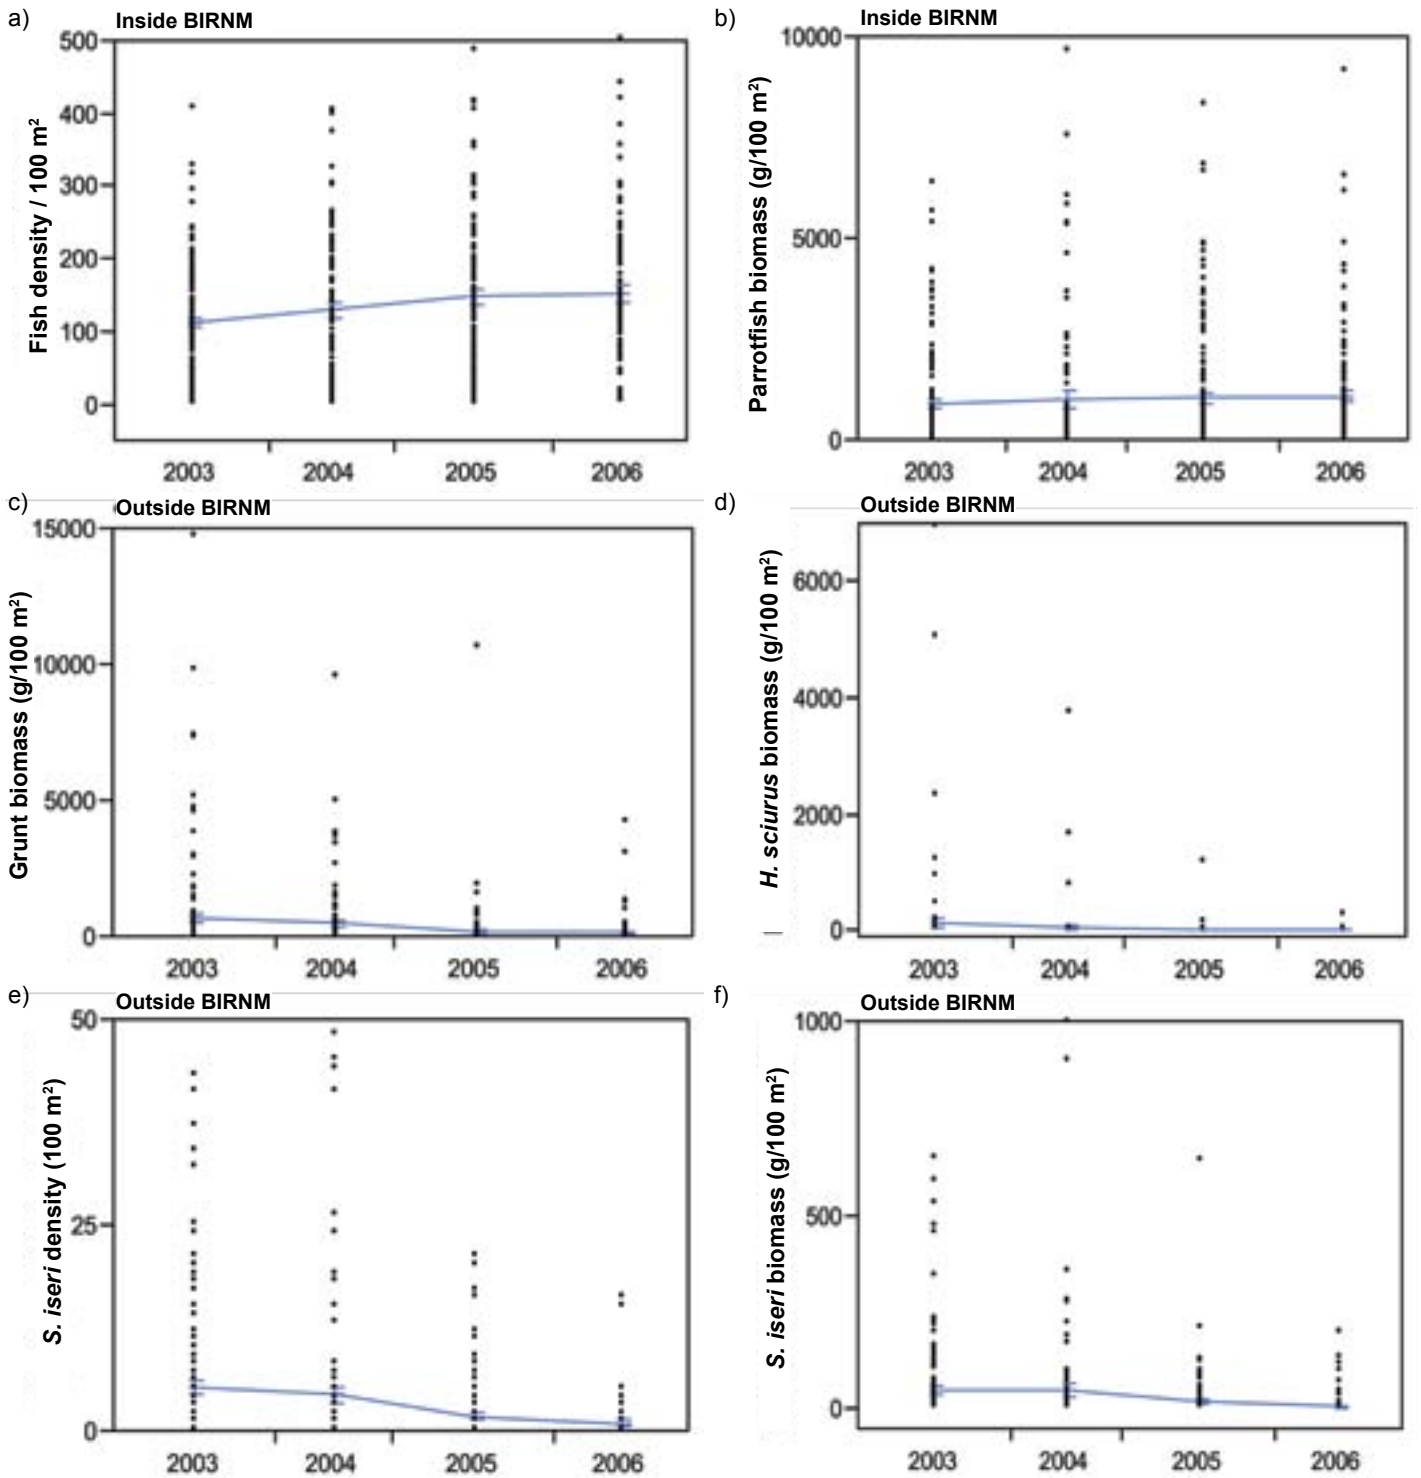 a)
Inside BIRNM
Fish density / 100 m²
500
400
300
200
100
0
2003 2004 2005 2006
b)
Inside BIRNM
Parrotfish biomass (g/100 m²)
10000
5000
0
2003 2004 2005 2006
c)
Outside BIRNM
Grunt biomass (g/100 m²)
15000
10000
5000
0
2003 2004 2005 2006
d)
Outside BIRNM
H. sciurus biomass (g/100 m²)
6000
4000
2000
0
2003 2004 2005 2006
e)
Outside BIRNM
S. iseri density (100 m²)
50
25
0
2003 2004 2005 2006
f)
Outside BIRNM
S. iseri biomass (g/100 m²)
1000
500
0
2003 2004 2005 2006